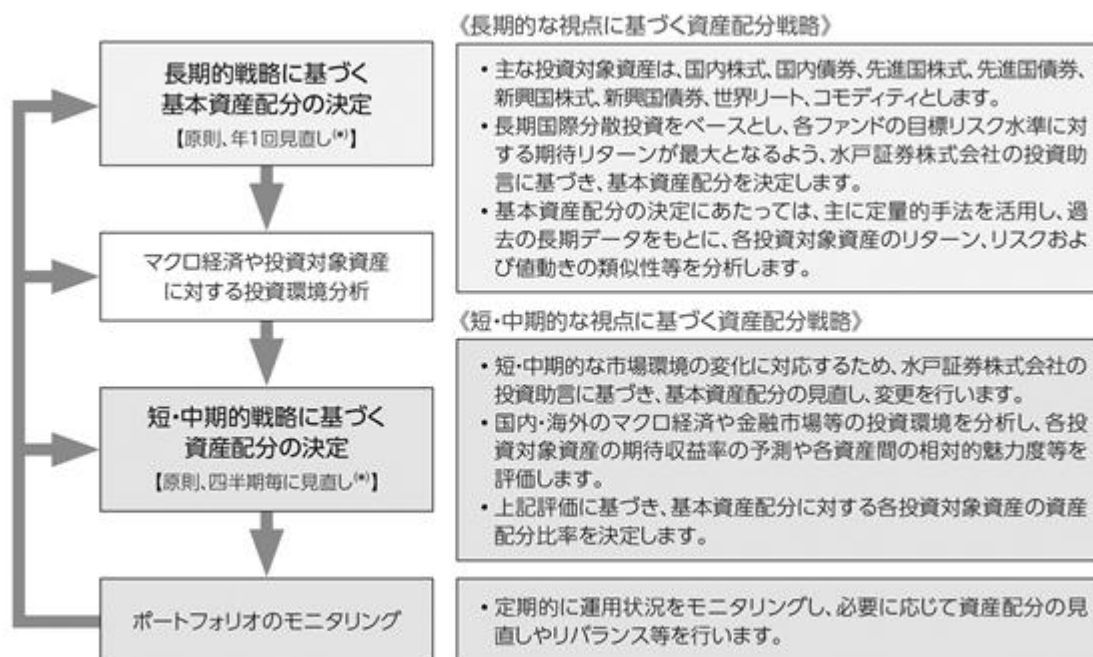 長期的戦略に基づく
基本資産配分の決定
【原則、年1回見直し(*)】
マクロ経済や投資対象資産
に対する投資環境分析
短・中期的戦略に基づく
資産配分の決定
【原則、四半期毎に見直し(*)】
ポートフォリオのモニタリング
《長期的な視点に基づく資産配分戦略》
・主な投資対象資産は、国内株式、国内債券、先進国株式、先進国債券、
新興国株式、新興国債券、世界リート、コモディティとします。
・長期国際分散投資をベースとし、各ファンドの目標リスク水準に対
する期待リターンが最大となるよう、水戸証券株式会社の投資助
言に基づき、基本資産配分を決定します。
・基本資産配分の決定にあたっては、主に定量的手法を活用し、過
去の長期データをもとに、各投資対象資産のリターン、リスクおよ
び値動きの類似性等を分析します。
《短・中期的な視点に基づく資産配分戦略》
・短・中期的な市場環境の変化に対応するため、水戸証券株式会社の
投資助言に基づき、基本資産配分の見直し、変更を行います。
・国内・海外のマクロ経済や金融市場等の投資環境を分析し、各投
資対象資産の期待収益率の予測や各資産間の相対的魅力度等を
評価します。
・上記評価に基づき、基本資産配分に対する各投資対象資産の資産
配分比率を決定します。
・定期的に運用状況をモニタリングし、必要に応じて資産配分の見
直しやリバランス等を行います。